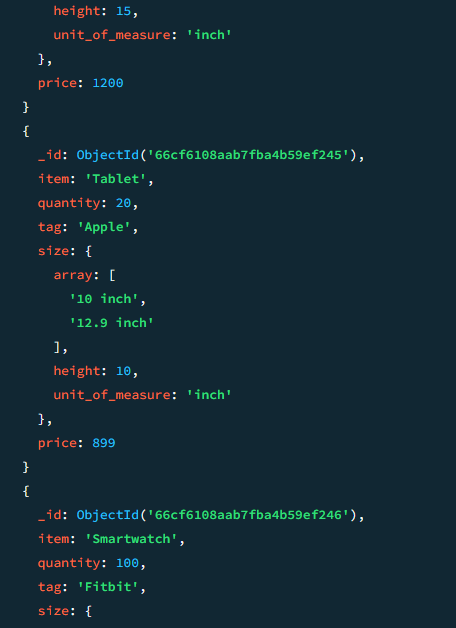 height: 15,
unit_of_measure: 'inch'
},
price: 1200
}
{
_id: ObjectId('66cf6108aab7fba4b59ef245'),
item: 'Tablet',
quantity: 20,
tag: 'Apple',
size: {
array: [
'10 inch',
'12.9 inch'
],
height: 10,
unit_of_measure: 'inch'
},
price: 899
}
{
_id: ObjectId('66cf6108aab7fba4b59ef246'),
item: 'Smartwatch',
quantity: 100,
tag: 'Fitbit',
size: {